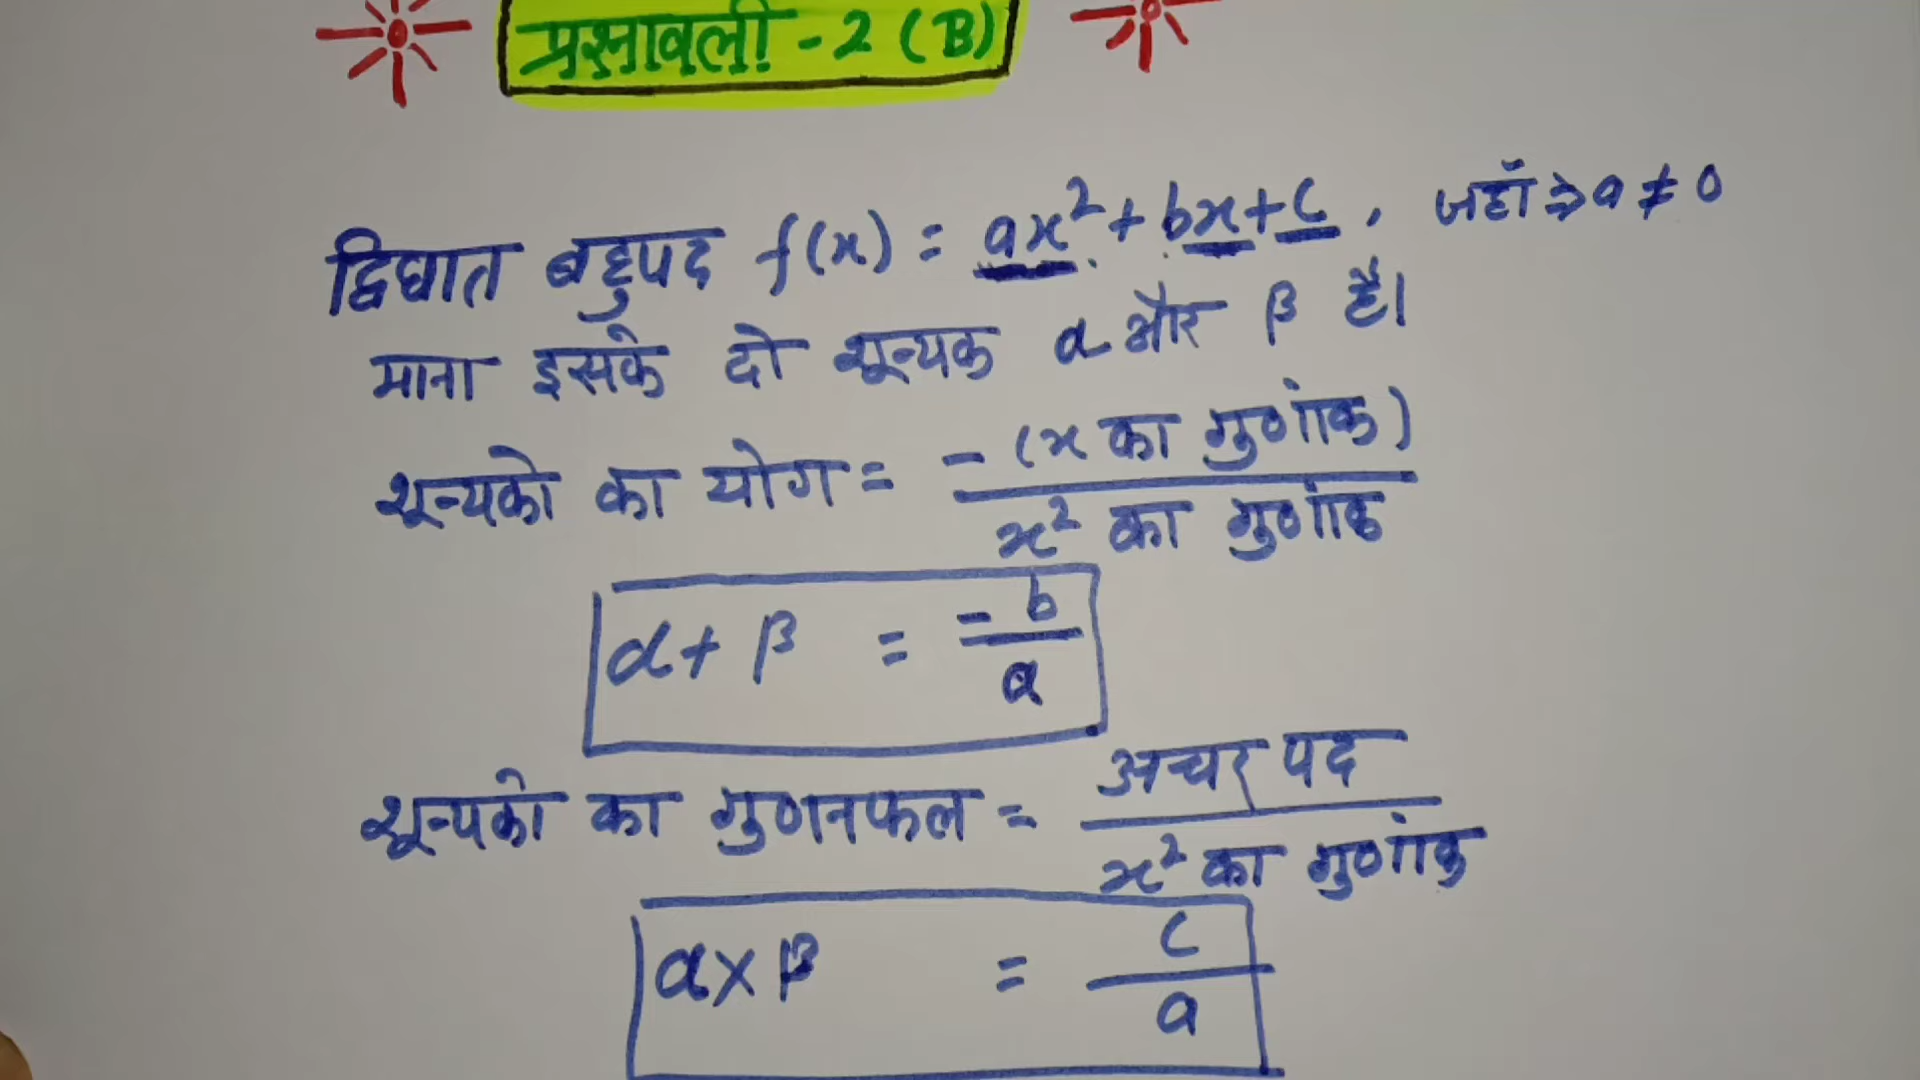 प्रश्नावली - 2 (B)
द्विघात बहुपद f(x) = ax² + bx + c , जहाँ ⇒ a ≠ 0
माना इसके दो शून्यक α और β है।
शून्यको का योग = -(x का गुणांक) / x² का गुणांक
α + β = -b/a
शून्यको का गुणनफल = अचर पद / x² का गुणांक
α × β = c/a